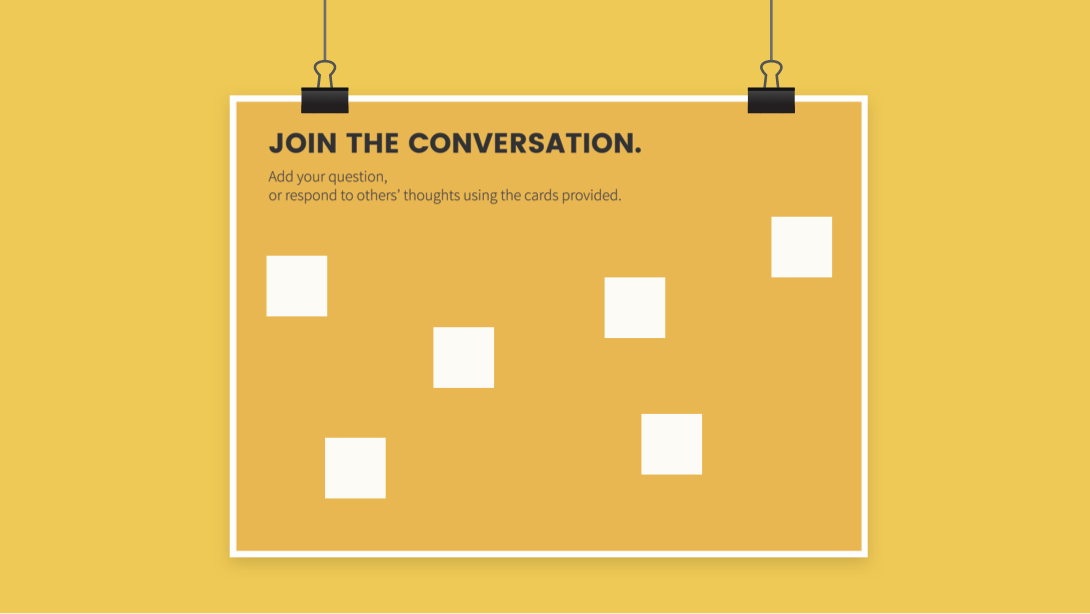 JOIN THE CONVERSATION.
Add your question,
or respond to others’ thoughts using the cards provided.